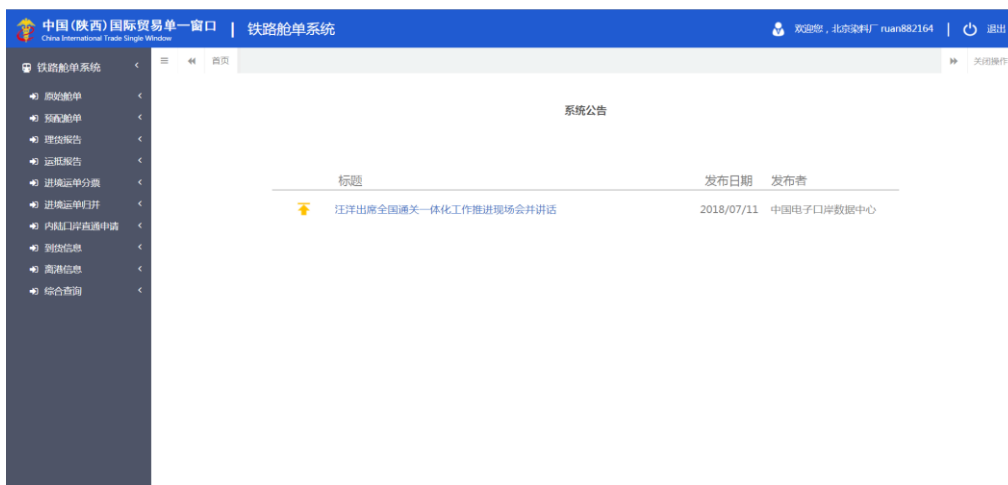 中国(陕西)国际贸易单一窗口 | 铁路舱单系统
China International Trade Single Window
欢迎您，北京染料厂 ruan882164 | 退出
铁路舱单系统
首页
关闭操作
原始舱单
预配舱单
理货报告
运抵报告
进境运单分票
进境运单归并
内陆口岸直通申请
到货信息
离港信息
综合查询
系统公告
标题 发布日期 发布者
汪洋出席全国通关一体化工作推进现场会并讲话 2018/07/11 中国电子口岸数据中心